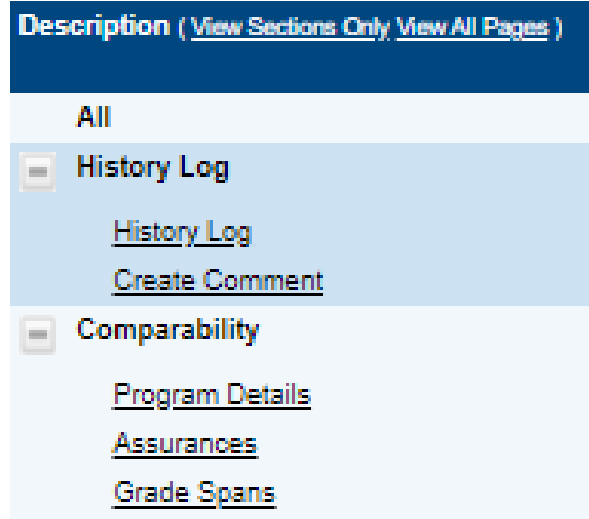 Description ( View Sections Only View All Pages )
All
History Log
History Log
Create Comment
Comparability
Program Details
Assurances
Grade Spans